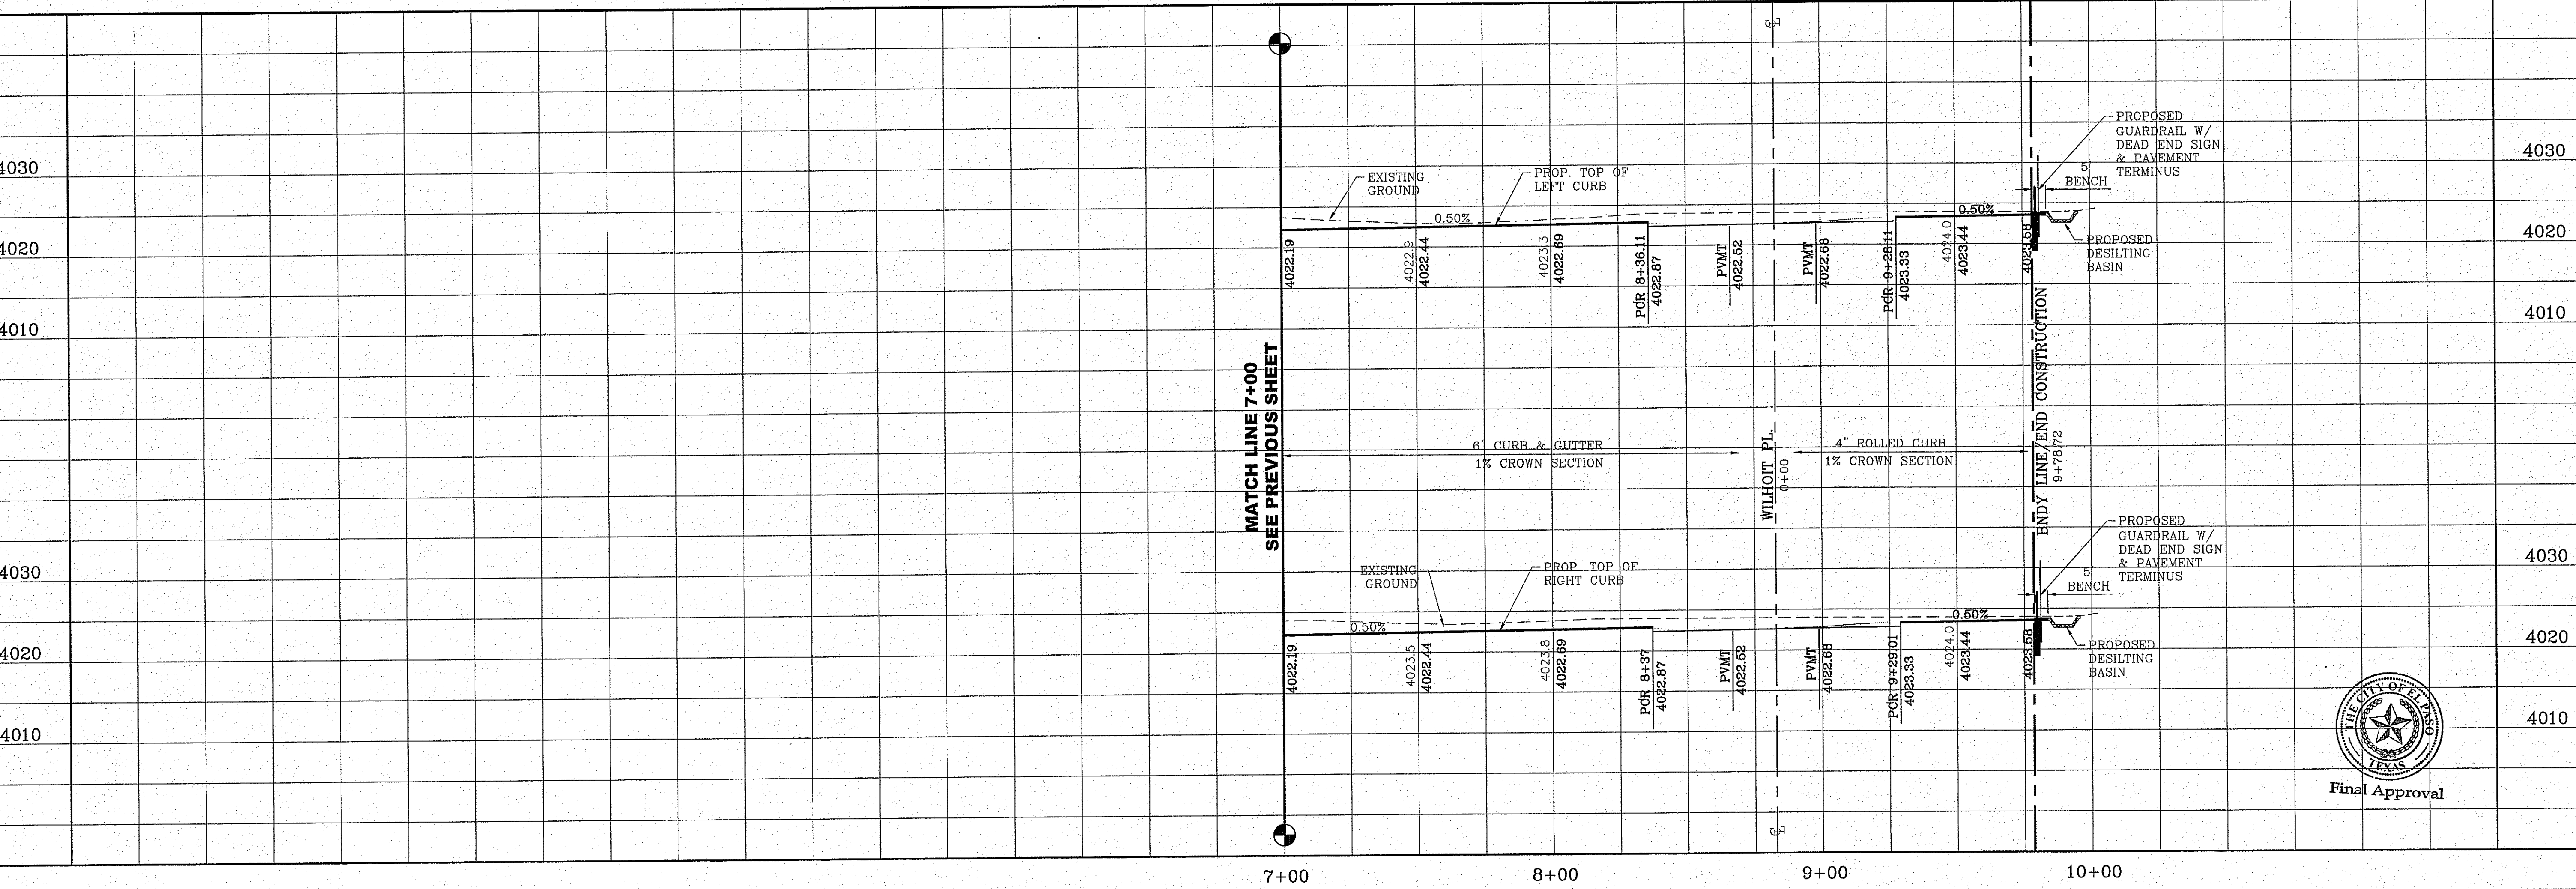 4030
4020
4010
4030
4020
4010
MATCH LINE 7+00
SEE PREVIOUS SHEET
EXISTING
GROUND
PROP. TOP OF
LEFT CURB
0.50%
0.50%
4022.19
4022.9
4022.44
4023.3
4022.69
PCR 8+36.11
4022.87
PVMT
4022.52
PVMT
4022.68
PCR 9+28.11
4023.33
4024.0
4023.44
4023.58
PROPOSED
GUARDRAIL W/
DEAD END SIGN
& PAVEMENT
TERMINUS
5'
BENCH
PROPOSED
DESILTING
BASIN
6" CURB & GUTTER
1% CROWN SECTION
WILHOIT PL.
0+00
4" ROLLED CURB
1% CROWN SECTION
BNDY LINE/END CONSTRUCTION
9+78.72
EXISTING
GROUND
PROP. TOP OF
RIGHT CURB
0.50%
0.50%
4022.19
4023.5
4022.44
4023.8
4022.69
PCR 8+37
4022.87
PVMT
4022.52
PVMT
4022.68
PCR 9+29.01
4023.33
4024.0
4023.44
4023.58
PROPOSED
GUARDRAIL W/
DEAD END SIGN
& PAVEMENT
TERMINUS
5'
BENCH
PROPOSED
DESILTING
BASIN
4030
4020
4010
4030
4020
4010
THE CITY OF EL PASO
TEXAS
Final Approval
7+00
8+00
9+00
10+00